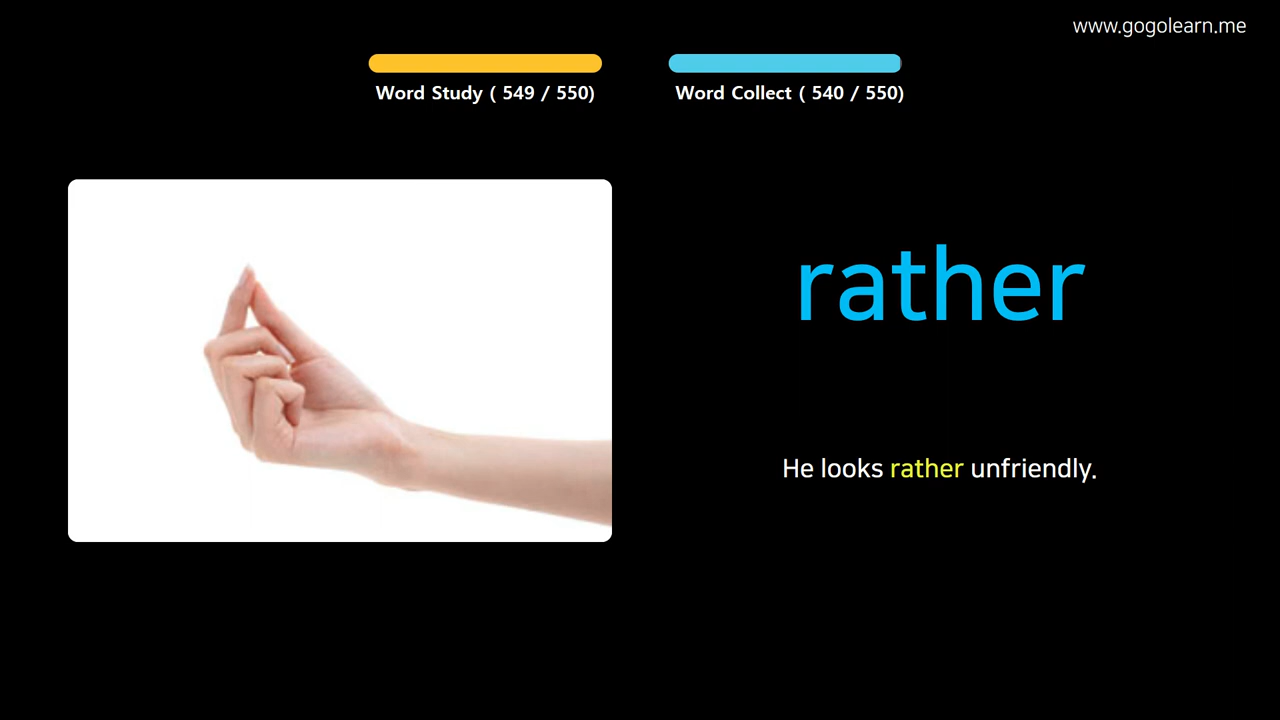 www.gogolearn.me
Word Study ( 549 / 550)
Word Collect ( 540 / 550)
rather
He looks rather unfriendly.